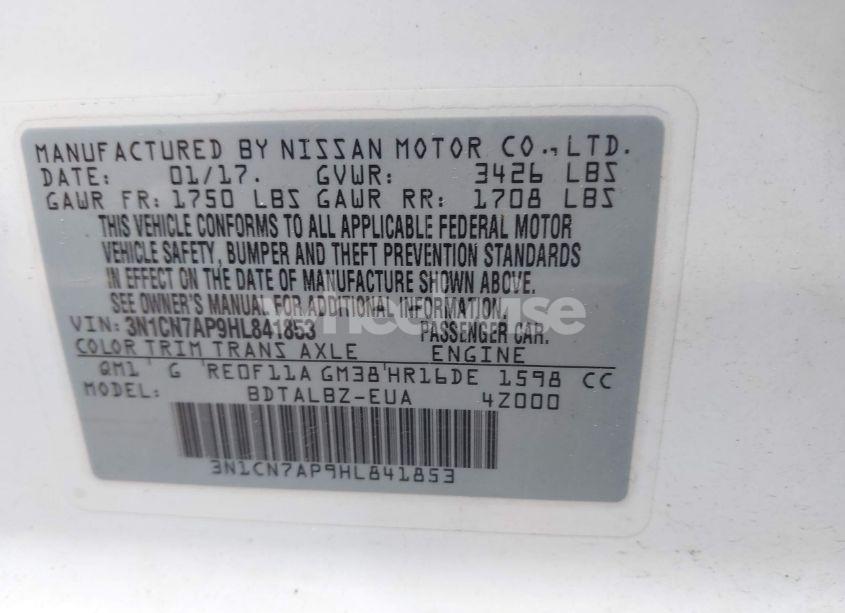 MANUFACTURED BY NISSAN MOTOR CO., LTD.
DATE: 01/17. GVWR: 3426 LBS
GAWR FR: 1750 LBS GAWR RR: 1708 LBS
THIS VEHICLE CONFORMS TO ALL APPLICABLE FEDERAL MOTOR
VEHICLE SAFETY, BUMPER AND THEFT PREVENTION STANDARDS
IN EFFECT ON THE DATE OF MANUFACTURE SHOWN ABOVE.
SEE OWNER'S MANUAL FOR ADDITIONAL INFORMATION.
VIN: 3N1CN7AP9HL841853 PASSENGER CAR.
COLOR TRIM TRANS AXLE ENGINE
QM1 G RE0F11A GM38 HR16DE 1598 CC
MODEL: BDTALBZ-EUA 4Z000
3N1CN7AP9HL841853